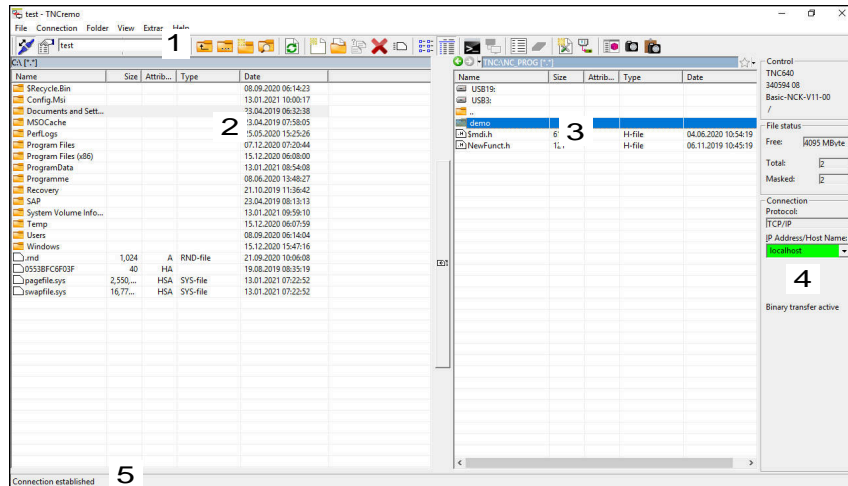 test - TNCremo
File Connection Folder View Extras Help
test
1
C:\ [*.*]
Name Size Attrib... Type Date
$Recycle.Bin 08.09.2020 06:14:23
Config.Msi 13.01.2021 10:00:17
Documents and Sett... 23.04.2019 06:32:38
MSOCache 23.04.2019 07:58:05
PerfLogs 25.05.2020 15:25:26
Program Files 07.12.2020 07:20:44
Program Files (x86) 15.12.2020 06:08:00
ProgramData 13.01.2021 08:54:08
Programme 08.06.2020 13:48:27
Recovery 21.10.2019 11:36:42
SAP 23.04.2019 08:13:13
System Volume Info... 13.01.2021 09:59:10
Temp 15.12.2020 06:07:59
Users 08.09.2020 06:14:04
Windows 15.12.2020 15:47:16
.rnd 1,024 A RND-file 21.09.2020 10:06:08
0553BFC6F03F 40 HA 19.08.2019 08:35:19
pagefile.sys 2,550,... HSA SYS-file 13.01.2021 07:22:52
swapfile.sys 16,77... HSA SYS-file 13.01.2021 07:22:52
2
TNC:\NC_PROG [*.*]
Name Size Attrib... Type Date
USB19:
USB3:
..
demo
$mdi.h H-file 04.06.2020 10:54:19
NewFunct.h H-file 06.11.2019 10:45:19
3
Control
TNC640
340594 08
Basic-NCK-V11-00
/
File status
Free: 4095 MByte
Total: 2
Masked: 2
Connection
Protocol:
TCP/IP
IP Address/Host Name:
localhost
4
Binary transfer active
Connection established
5